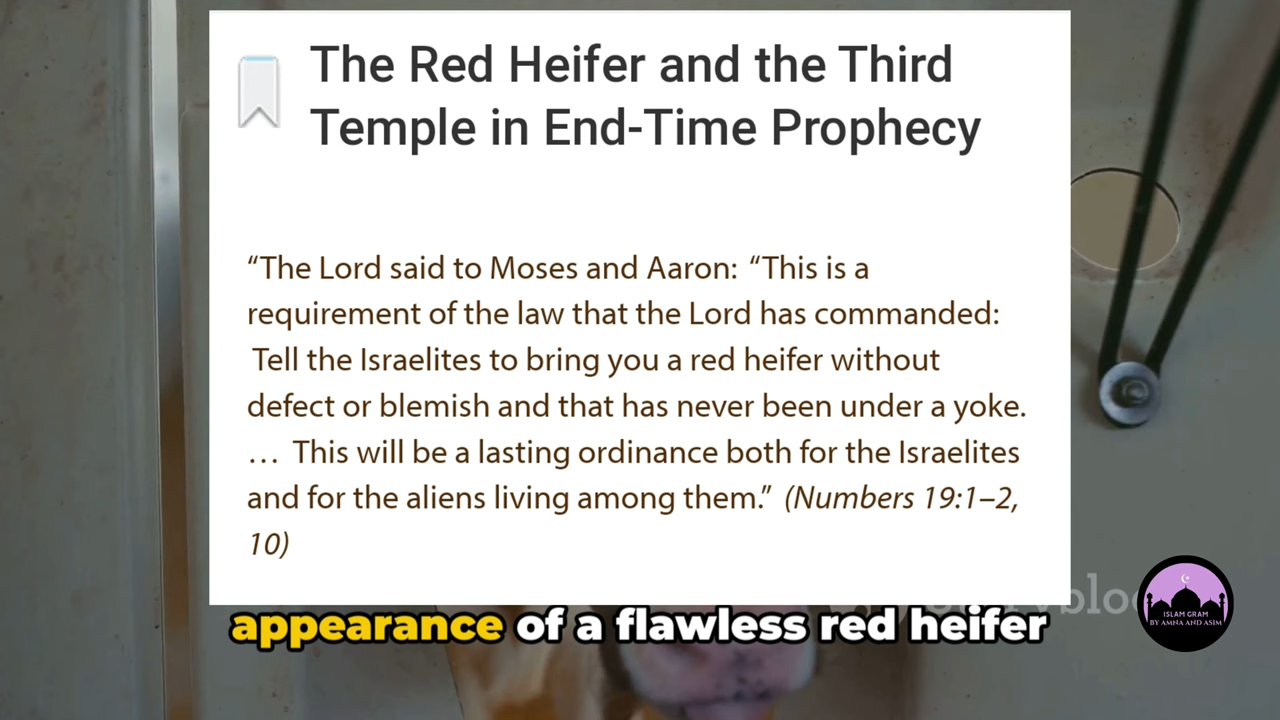 The Red Heifer and the Third
Temple in End-Time Prophecy
“The Lord said to Moses and Aaron: “This is a
requirement of the law that the Lord has commanded:
Tell the Israelites to bring you a red heifer without
defect or blemish and that has never been under a yoke.
… This will be a lasting ordinance both for the Israelites
and for the aliens living among them.” (Numbers 19:1–2,
10)
appearance of a flawless red heifer
ISLAM GRAM
BY AMNA AND ASIM